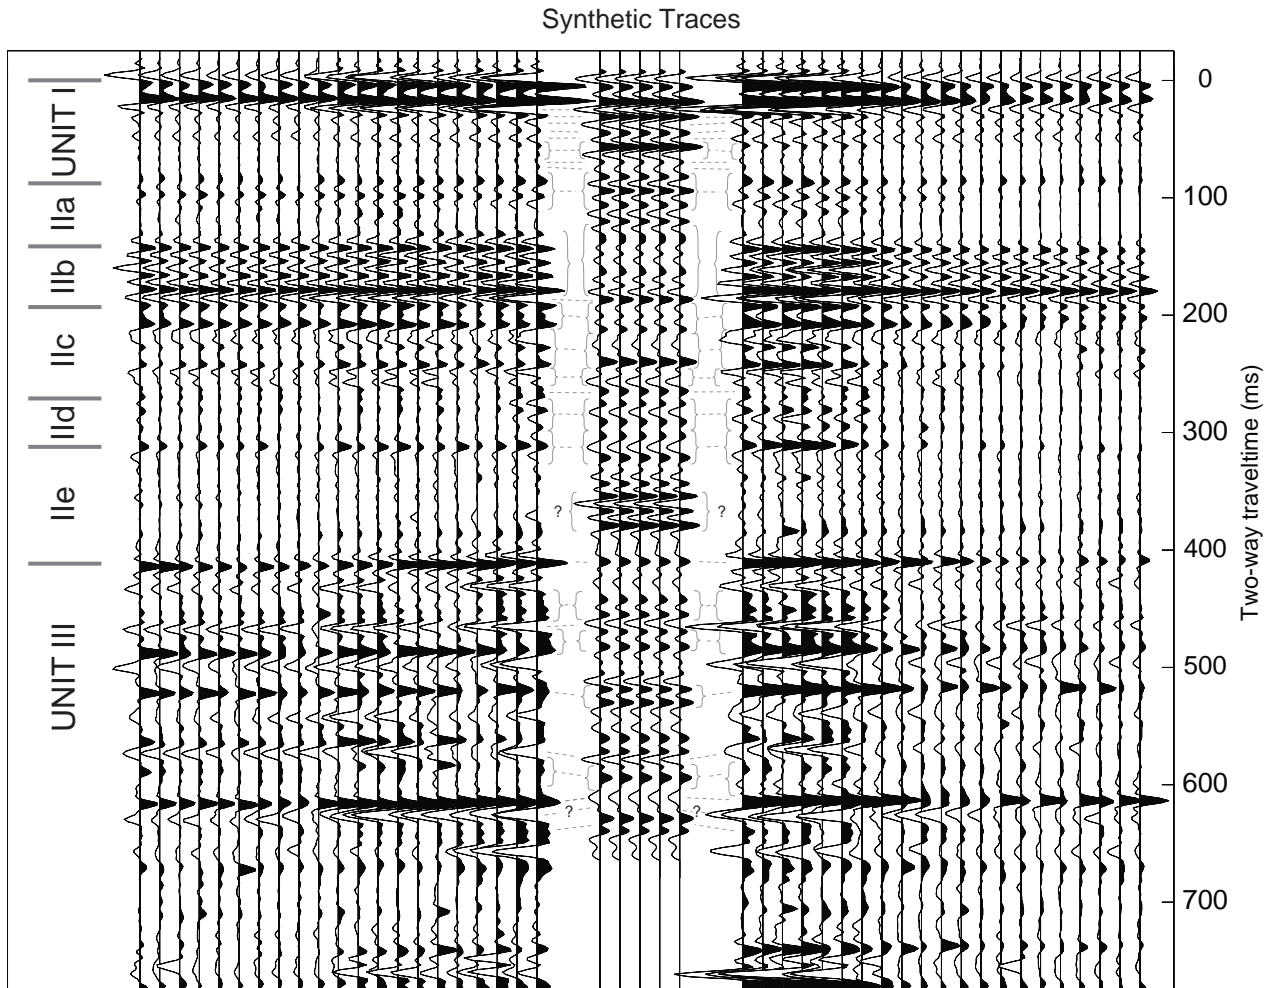 Synthetic Traces
UNIT I
IIa
IIb
IIc
IId
IIe
UNIT III
?
?
?
?
0
100
200
300
400
500
600
700
Two-way traveltime (ms)